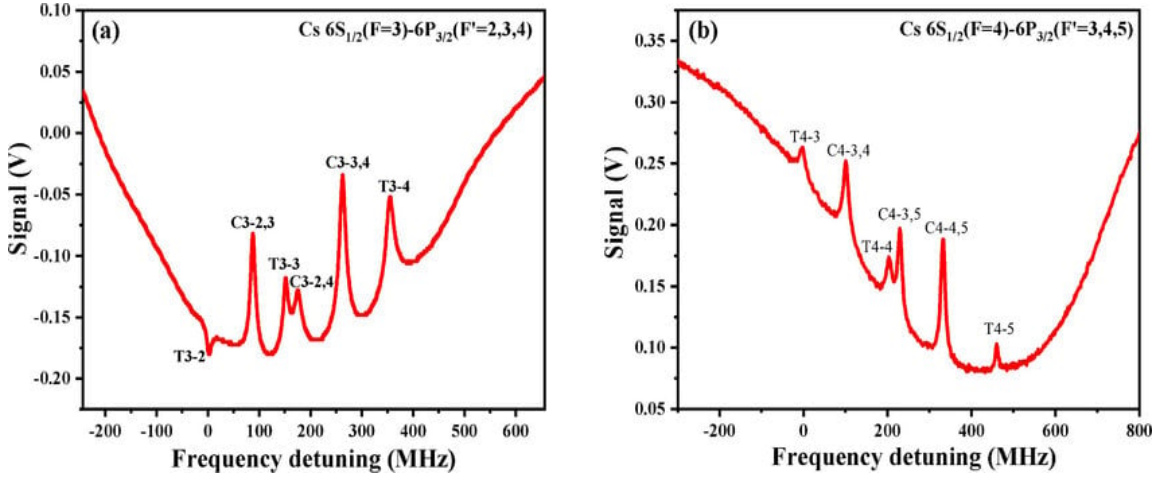 (a) Cs 6S1/2(F=3)-6P3/2(F'=2,3,4)
0.10
0.05
0.00
-0.05
-0.10
-0.15
-0.20
Signal (V)
C3-3,4
T3-4
C3-2,3
T3-3
C3-2,4
T3-2
-200 -100 0 100 200 300 400 500 600
Frequency detuning (MHz)
(b) Cs 6S1/2(F=4)-6P3/2(F'=3,4,5)
0.35
0.30
0.25
0.20
0.15
0.10
0.05
Signal (V)
T4-3
C4-3,4
C4-3,5
T4-4
C4-4,5
T4-5
-200 0 200 400 600 800
Frequency detuning (MHz)